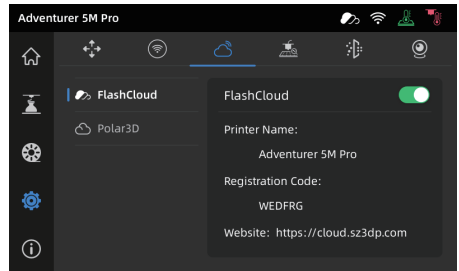 Adventurer 5M Pro
FlashCloud
Polar3D
FlashCloud
Printer Name:
Adventurer 5M Pro
Registration Code:
WEDFRG
Website: https://cloud.sz3dp.com